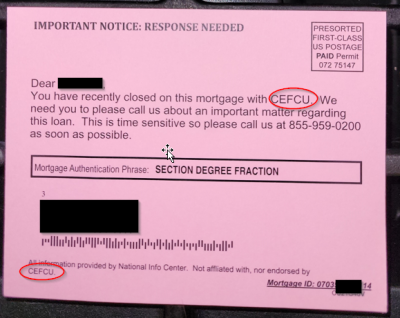 IMPORTANT NOTICE: RESPONSE NEEDED
PRESORTED
FIRST-CLASS
US POSTAGE
PAID Permit
072 75147
Dear
You have recently closed on this mortgage with CEFCU. We
need you to please call us about an important matter regarding
this loan. This is time sensitive so please call us at 855-959-0200
as soon as possible.
Mortgage Authentication Phrase: SECTION DEGREE FRACTION
3
All information provided by National Info Center. Not affiliated with, nor endorsed by
CEFCU.
Mortgage ID: 0703 14